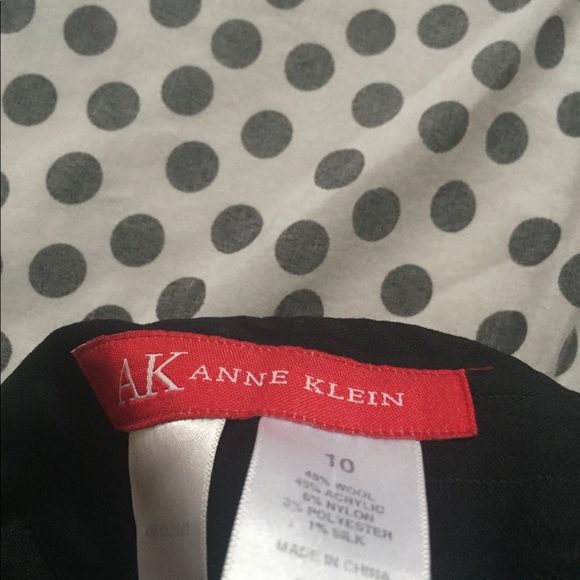 AK ANNE KLEIN
10
45% WOOL
45% ACRYLIC
6% NYLON
3% POLYESTER
1% SILK
MADE IN CHINA